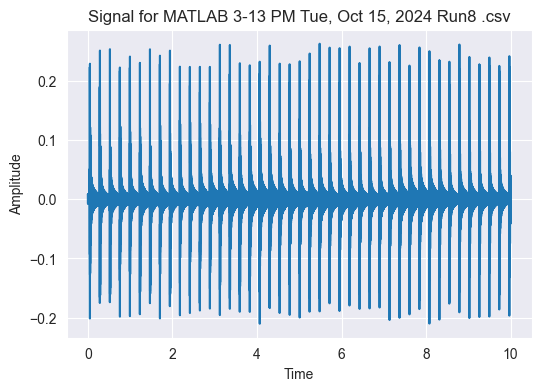 Signal for MATLAB 3-13 PM Tue, Oct 15, 2024 Run8 .csv
0.2
0.1
0.0
−0.1
−0.2
Amplitude
0 2 4 6 8 10
Time